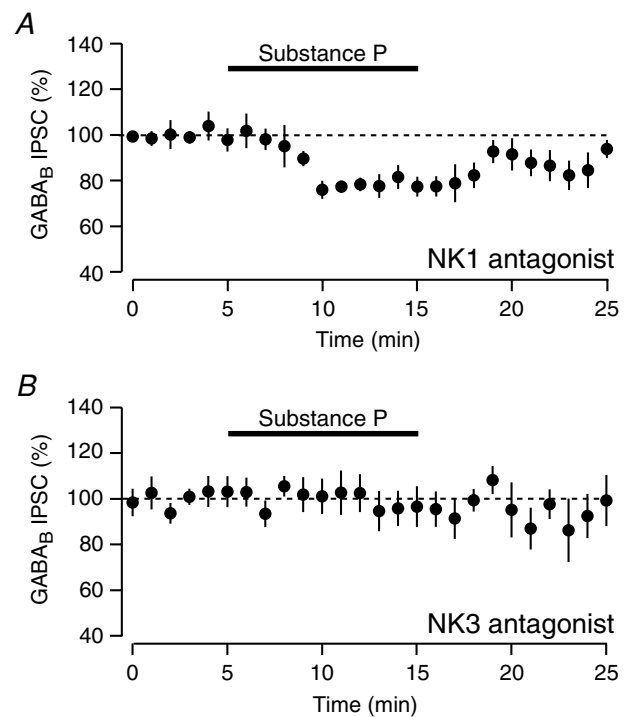 A
Substance P
GABAB IPSC (%)
140
120
100
80
60
40
NK1 antagonist
0 5 10 15 20 25
Time (min)
B
Substance P
GABAB IPSC (%)
140
120
100
80
60
40
NK3 antagonist
0 5 10 15 20 25
Time (min)